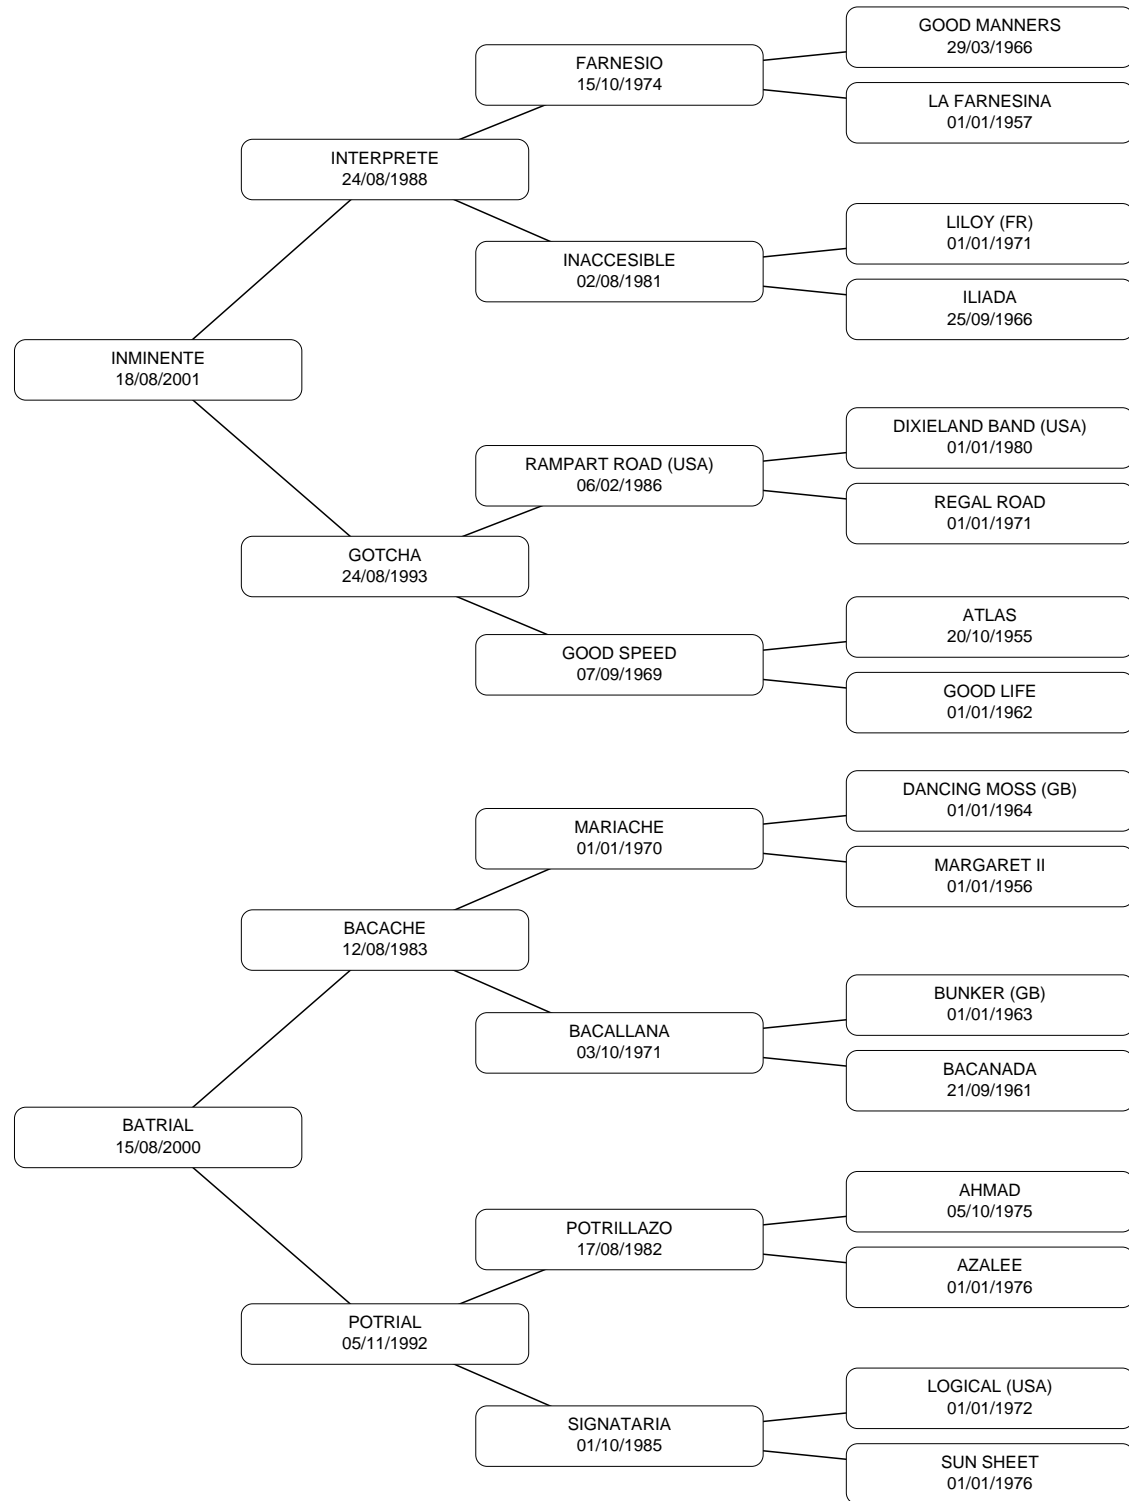 GOOD MANNERS
29/03/1966
FARNESIO
15/10/1974
LA FARNESINA
01/01/1957
INTERPRETE
24/08/1988
LILOY (FR)
01/01/1971
INACCESIBLE
02/08/1981
ILIADA
25/09/1966
INMINENTE
18/08/2001
DIXIELAND BAND (USA)
01/01/1980
RAMPART ROAD (USA)
06/02/1986
REGAL ROAD
01/01/1971
GOTCHA
24/08/1993
ATLAS
20/10/1955
GOOD SPEED
07/09/1969
GOOD LIFE
01/01/1962
DANCING MOSS (GB)
01/01/1964
MARIACHE
01/01/1970
MARGARET II
01/01/1956
BACACHE
12/08/1983
BUNKER (GB)
01/01/1963
BACALLANA
03/10/1971
BACANADA
21/09/1961
BATRIAL
15/08/2000
AHMAD
05/10/1975
POTRILLAZO
17/08/1982
AZALEE
01/01/1976
POTRIAL
05/11/1992
LOGICAL (USA)
01/01/1972
SIGNATARIA
01/10/1985
SUN SHEET
01/01/1976